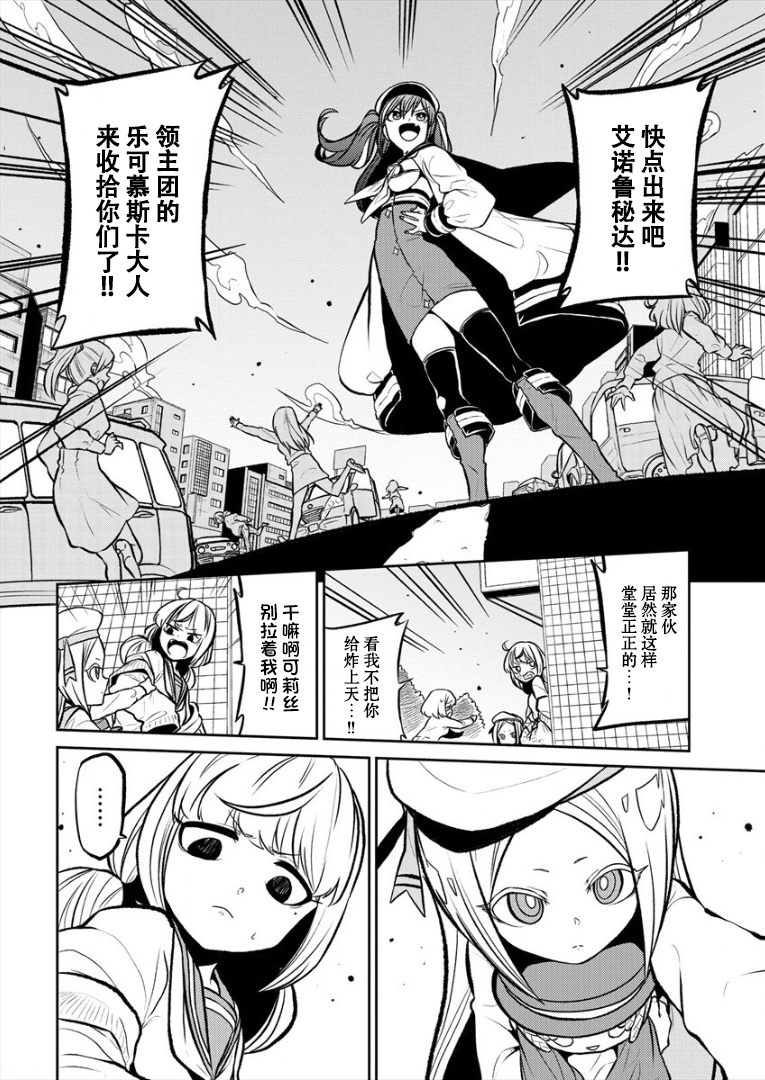 快点出来吧
艾诺鲁秘达!!
领主团的
乐可慕斯卡大人
来收拾你们了!!
那家伙
居然就这样
堂堂正正的…!
看我不把你
给炸上天…!!
干嘛啊可莉丝
别拉着我啊!!
……